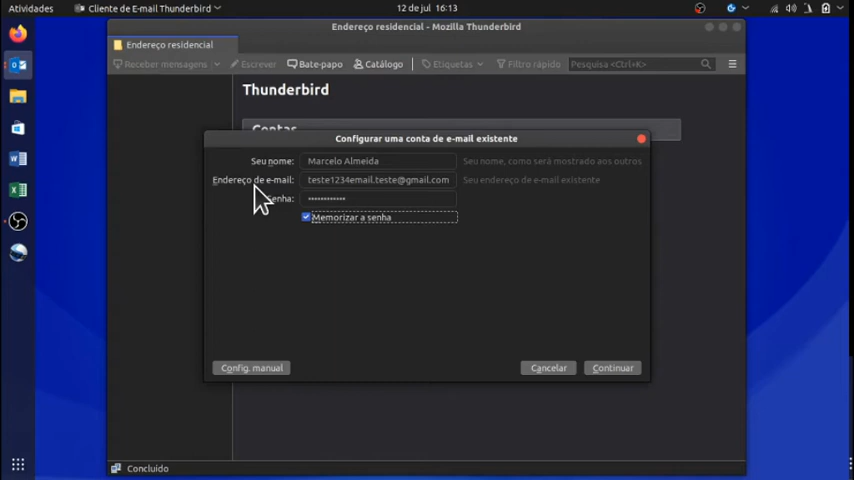 Atividades
Cliente de E-mail Thunderbird
12 de jul 16:13
Endereço residencial - Mozilla Thunderbird
Endereço residencial
Receber mensagens
Escrever
Bate-papo
Catálogo
Etiquetas
Filtro rápido
Pesquisa <Ctrl+K>
Thunderbird
Contas
Configurar uma conta de e-mail existente
Seu nome: Marcelo Almeida Seu nome, como será mostrado aos outros
Endereço de e-mail: teste1234email.teste@gmail.com Seu endereço de e-mail existente
Senha: ••••••••••••
Memorizar a senha
Config. manual
Cancelar
Continuar
Concluído